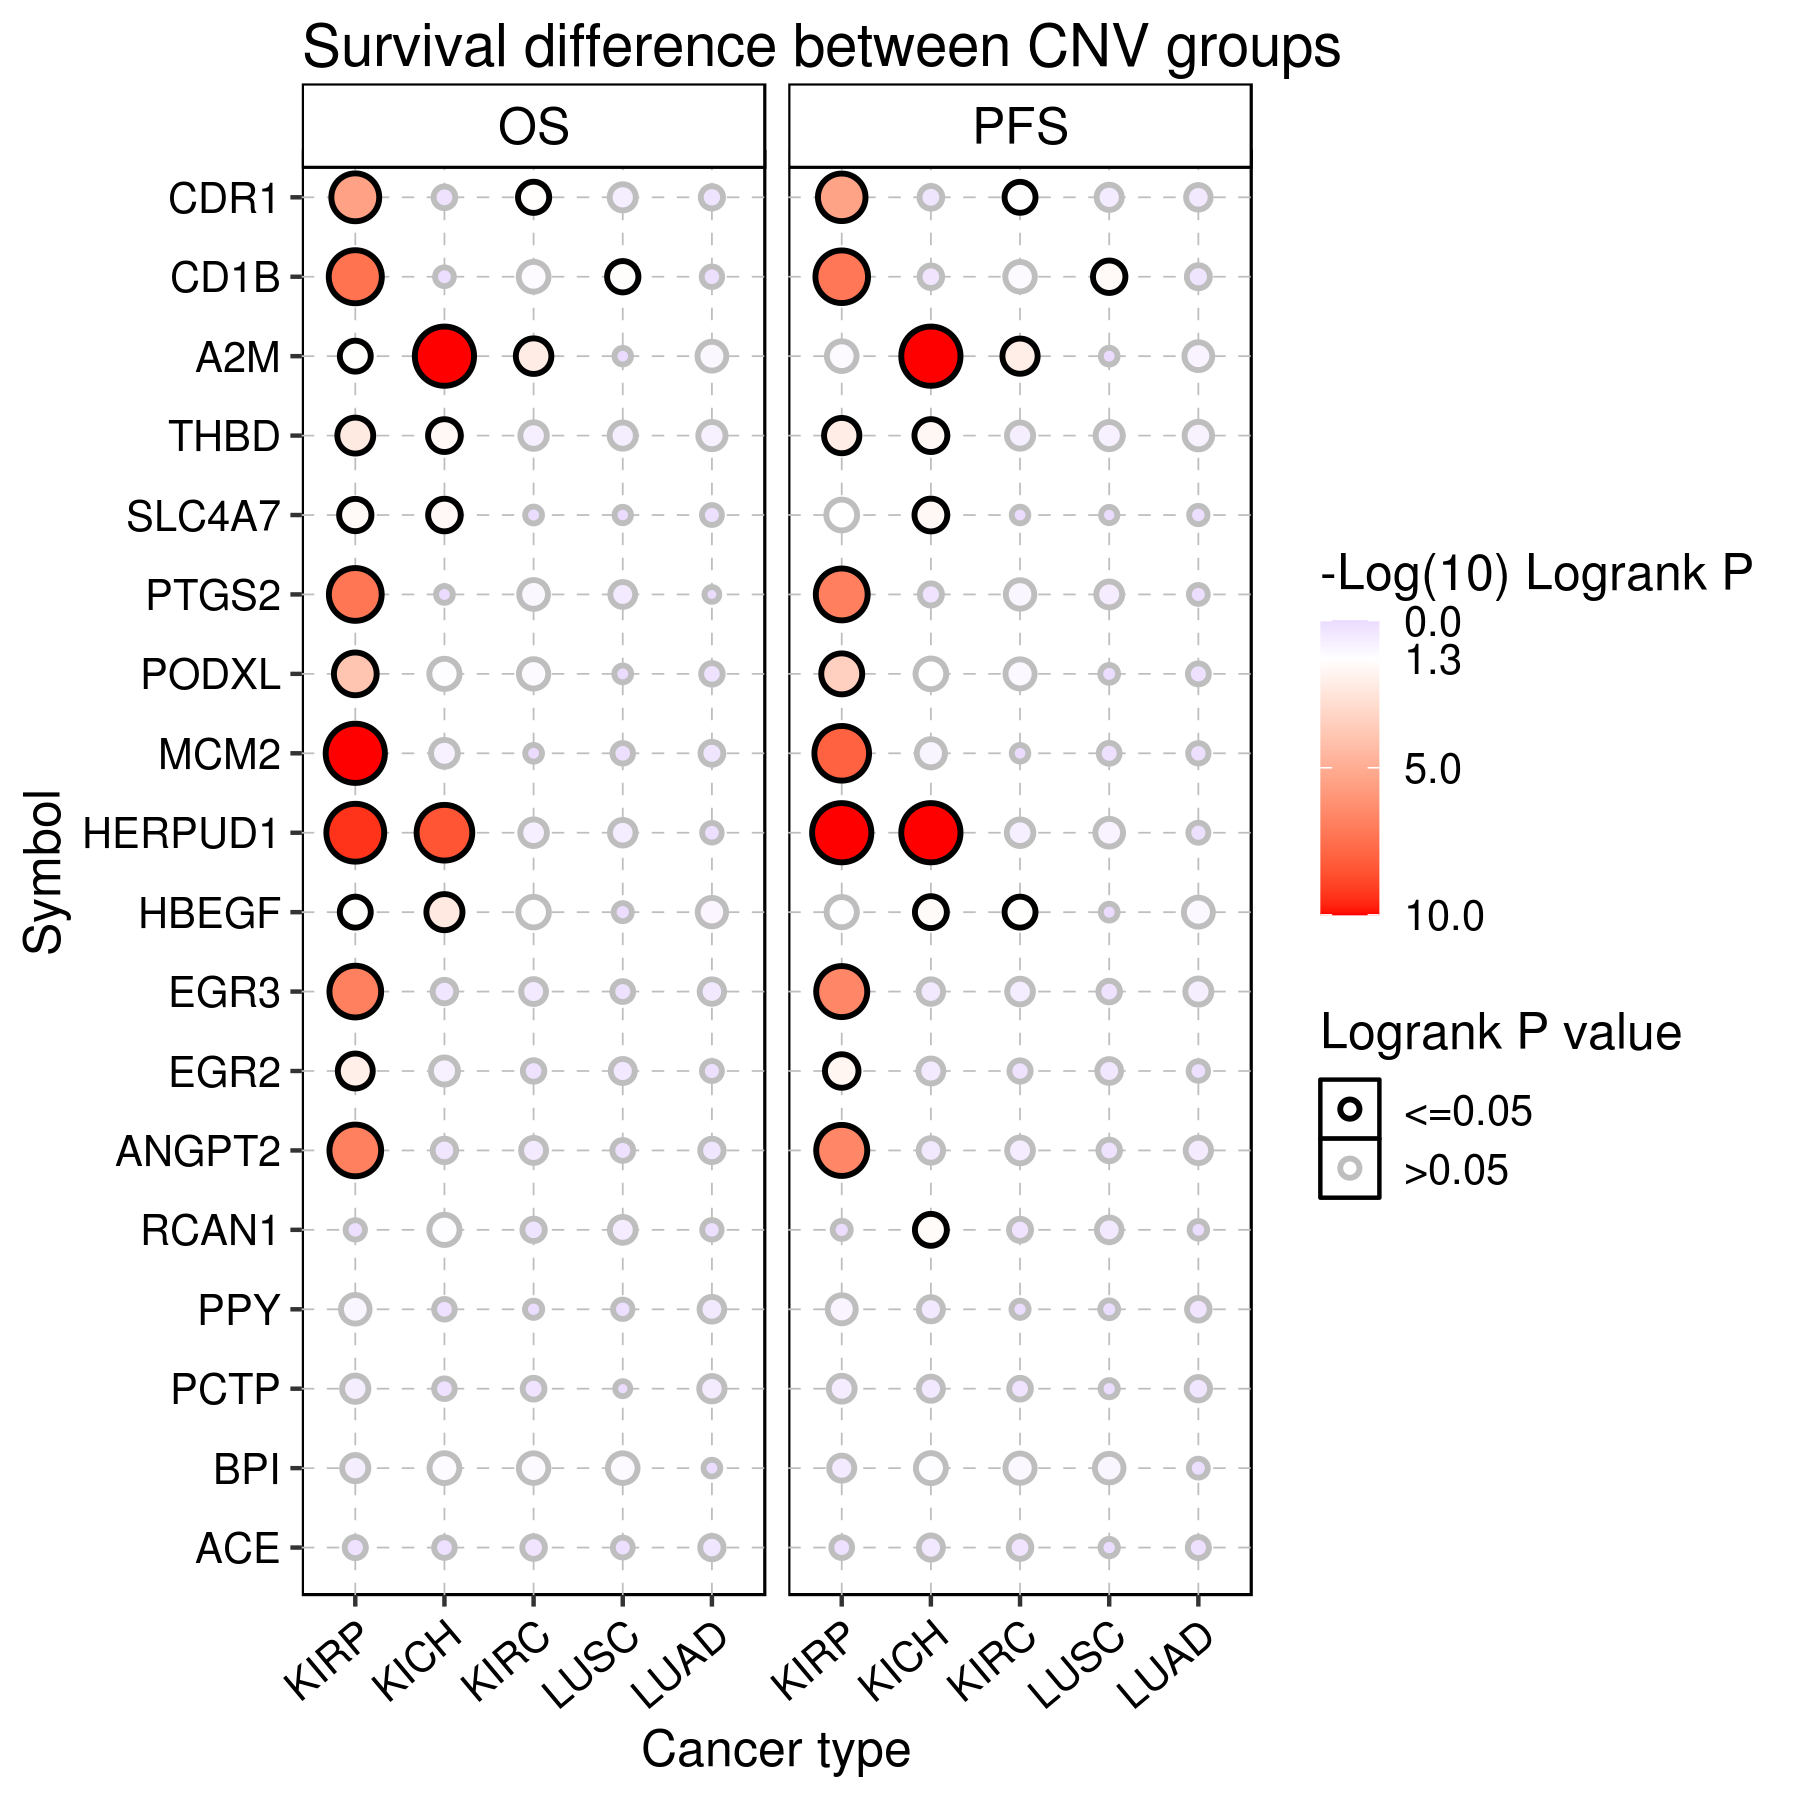 Survival difference between CNV groups
OS
PFS
CDR1
CD1B
A2M
THBD
SLC4A7
PTGS2
PODXL
MCM2
HERPUD1
HBEGF
EGR3
EGR2
ANGPT2
RCAN1
PPY
PCTP
BPI
ACE
Symbol
KIRP
KICH
KIRC
LUSC
LUAD
KIRP
KICH
KIRC
LUSC
LUAD
Cancer type
-Log(10) Logrank P
0.0
1.3
5.0
10.0
Logrank P value
<=0.05
>0.05